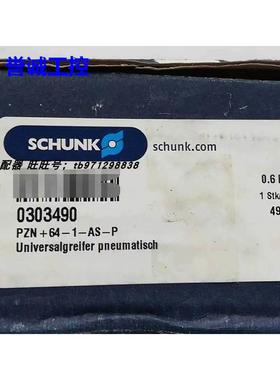 誉诚工控
SCHUNK
schunk.com
配器 旺旺号：tb971298838
0.6
1 Stk
0303490
49
PZN+64-1-AS-P
Universalgreifer pneumatisch